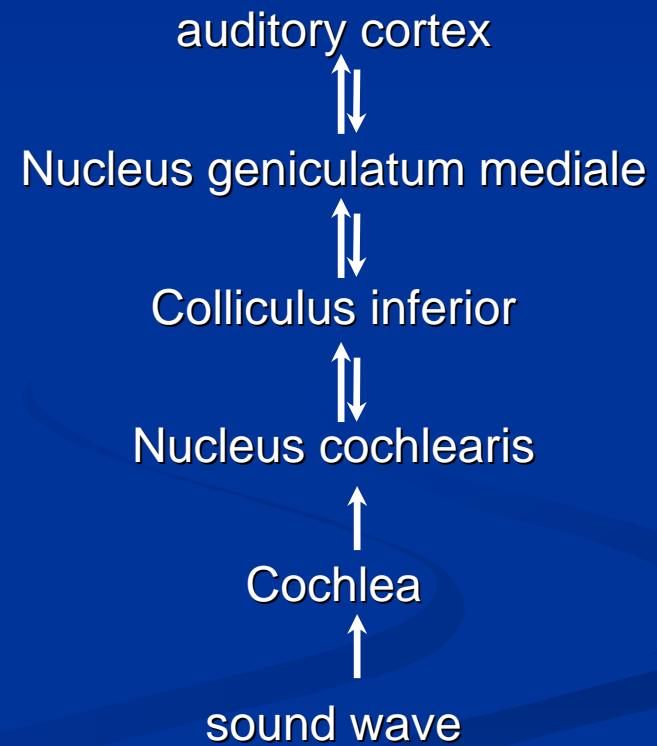 auditory cortex
Nucleus geniculatum mediale
Colliculus inferior
Nucleus cochlearis
Cochlea
sound wave